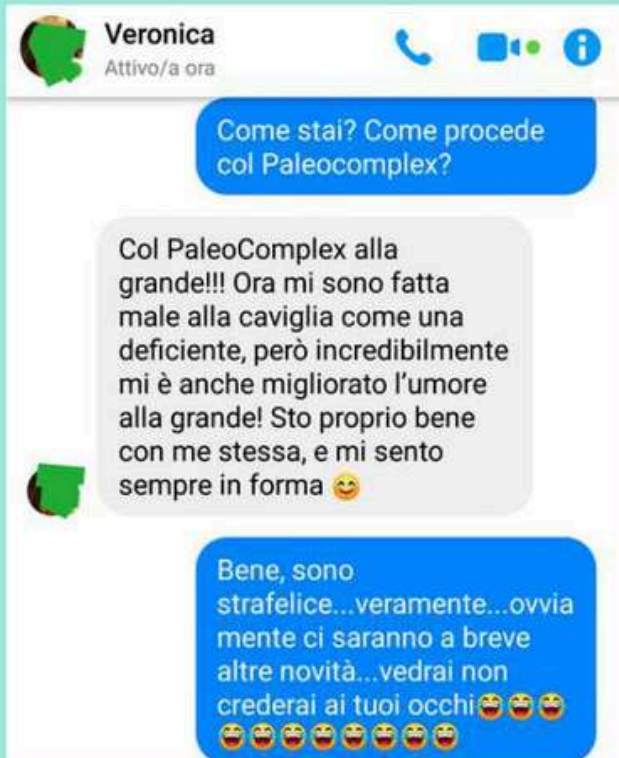 Veronica
Attivo/a ora
Come stai? Come procede
col Paleocomplex?
Col PaleoComplex alla
grande!!! Ora mi sono fatta
male alla caviglia come una
deficiente, però incredibilmente
mi è anche migliorato l'umore
alla grande! Sto proprio bene
con me stessa, e mi sento
sempre in forma 😊
Bene, sono
strafelice...veramente...ovvia
mente ci saranno a breve
altre novità...vedrai non
crederai ai tuoi occhi😂😂😂
😂😂😂😂😂😂😂😂